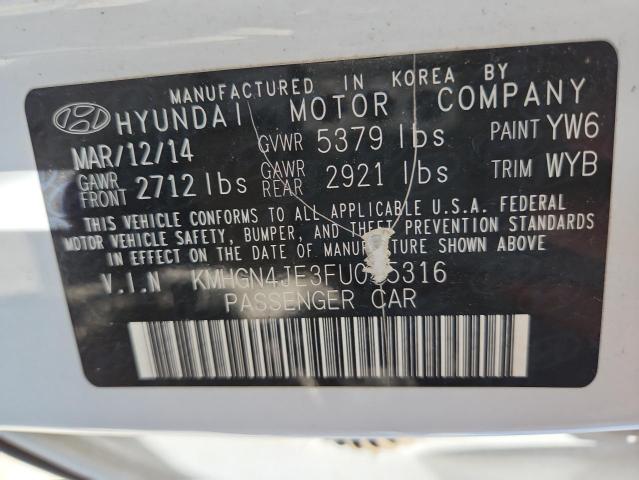 MANUFACTURED IN KOREA BY
HYUNDAI MOTOR COMPANY
MAR/12/14 GVWR 5379 lbs PAINT YW6
GAWR FRONT 2712 lbs GAWR REAR 2921 lbs TRIM WYB
THIS VEHICLE CONFORMS TO ALL APPLICABLE U.S.A. FEDERAL
MOTOR VEHICLE SAFETY, BUMPER, AND THEFT PREVENTION STANDARDS
IN EFFECT ON THE DATE OF MANUFACTURE SHOWN ABOVE
V.I.N
PASSENGER CAR